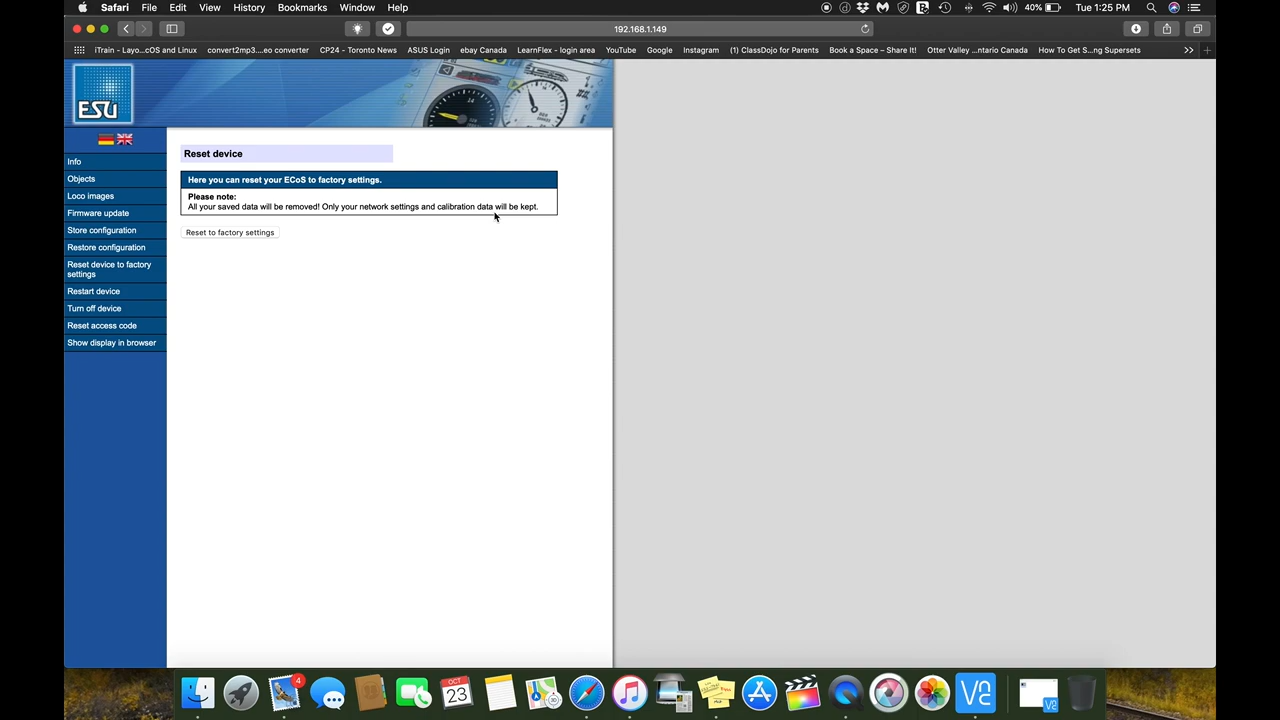 Safari File Edit View History Bookmarks Window Help 40% Tue 1:25 PM
192.168.1.149
iTrain - Layo...cOS and Linux convert2mp3....eo converter CP24 - Toronto News ASUS Login ebay Canada LearnFlex - login area YouTube Google Instagram (1) ClassDojo for Parents Book a Space – Share It! Otter Valley ...ntario Canada How To Get S...ng Supersets
ESU
Info
Objects
Loco images
Firmware update
Store configuration
Restore configuration
Reset device to factory
settings
Restart device
Turn off device
Reset access code
Show display in browser
Reset device
Here you can reset your ECoS to factory settings.
Please note:
All your saved data will be removed! Only your network settings and calibration data will be kept.
Reset to factory settings
4
OCT
23
VE